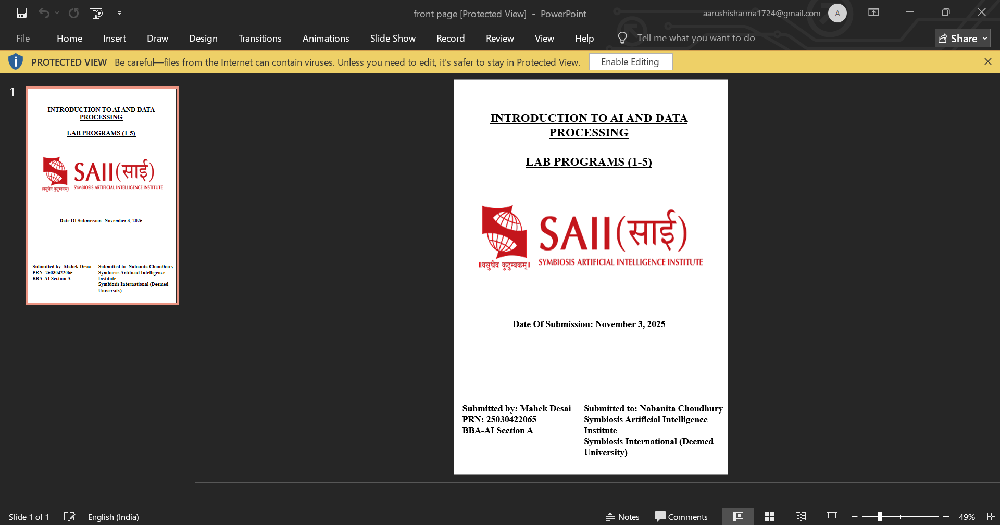 front page [Protected View] - PowerPoint
aarushisharma1724@gmail.com
A
File Home Insert Draw Design Transitions Animations Slide Show Record Review View Help Tell me what you want to do Share
PROTECTED VIEW Be careful—files from the Internet can contain viruses. Unless you need to edit, it's safer to stay in Protected View. Enable Editing
1
INTRODUCTION TO AI AND DATA
PROCESSING
LAB PROGRAMS (1-5)
SAII(साई)
॥वसुधैव कुटुम्बकम्॥ SYMBIOSIS ARTIFICIAL INTELLIGENCE INSTITUTE
Date Of Submission: November 3, 2025
Submitted by: Mahek Desai
PRN: 25030422065
BBA-AI Section A
Submitted to: Nabanita Choudhury
Symbiosis Artificial Intelligence
Institute
Symbiosis International (Deemed
University)
INTRODUCTION TO AI AND DATA
PROCESSING
LAB PROGRAMS (1-5)
SAII(साई)
॥वसुधैव कुटुम्बकम्॥ SYMBIOSIS ARTIFICIAL INTELLIGENCE INSTITUTE
Date Of Submission: November 3, 2025
Submitted by: Mahek Desai
PRN: 25030422065
BBA-AI Section A
Submitted to: Nabanita Choudhury
Symbiosis Artificial Intelligence
Institute
Symbiosis International (Deemed
University)
Slide 1 of 1 English (India) Notes Comments 49%